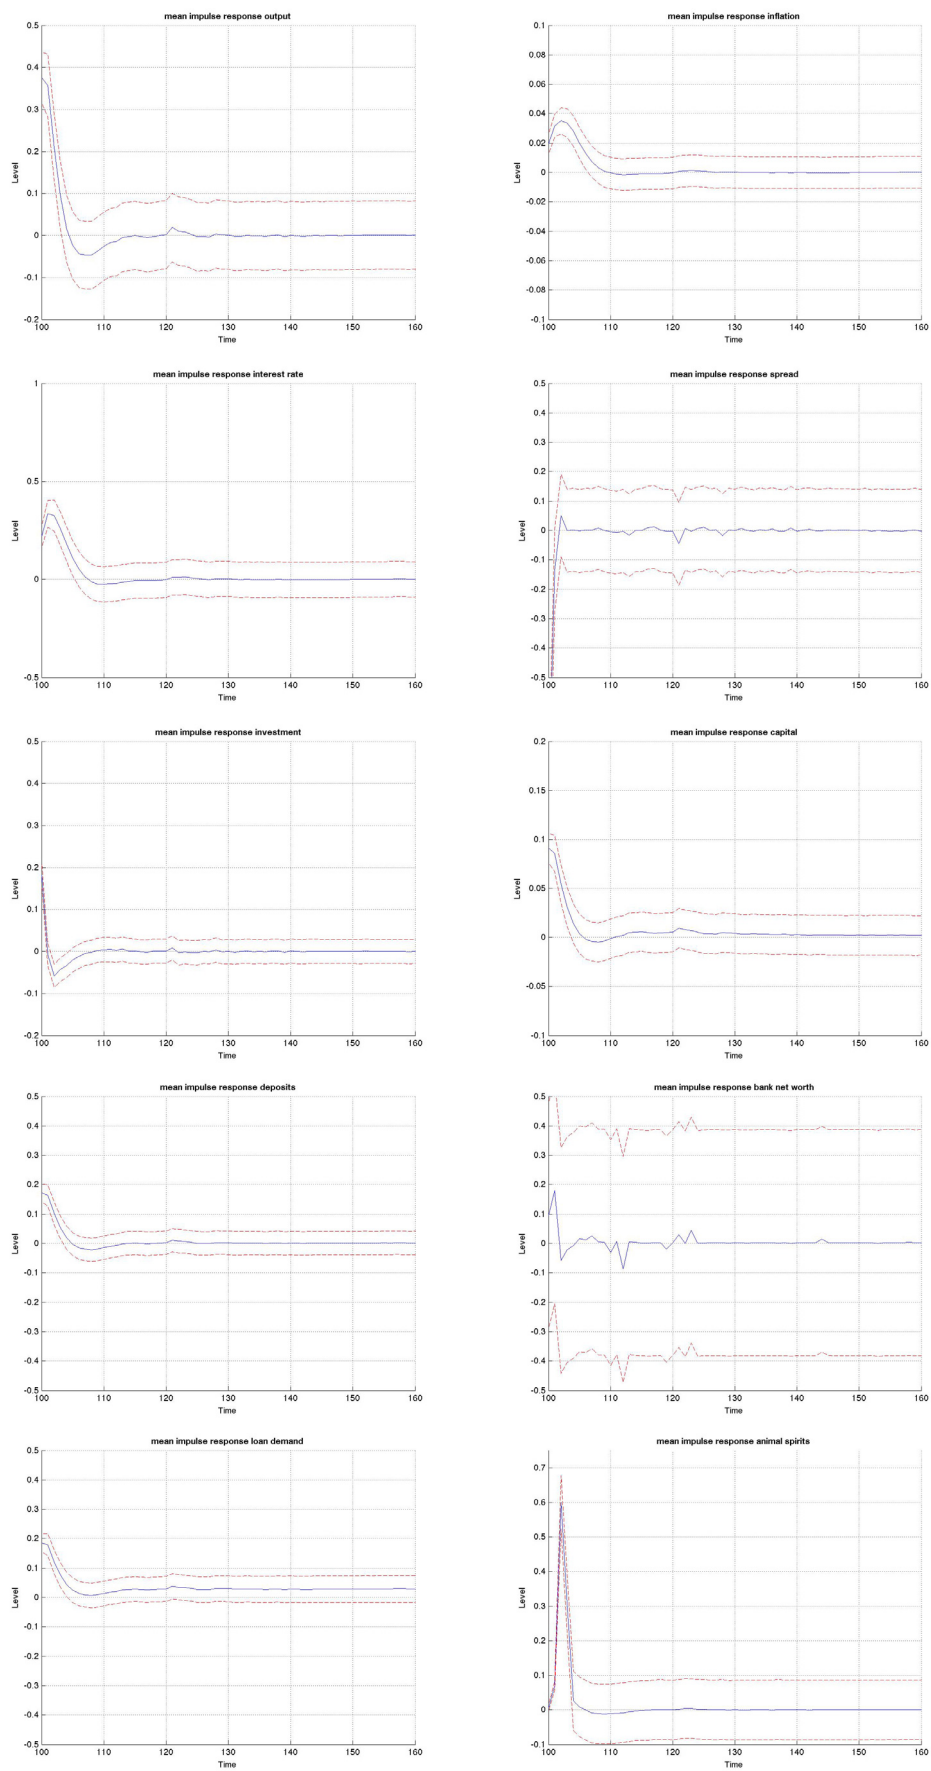 mean impulse response output
0.5
0.4
0.3
0.2
0.1
0
-0.1
-0.2
Level
100 110 120 130 140 150 160
Time
mean impulse response inflation
0.1
0.08
0.06
0.04
0.02
0
-0.02
-0.04
-0.06
-0.08
-0.1
Level
100 110 120 130 140 150 160
Time
mean impulse response interest rate
1
0.5
0
-0.5
Level
100 110 120 130 140 150 160
Time
mean impulse response spread
0.5
0.4
0.3
0.2
0.1
0
-0.1
-0.2
-0.3
-0.4
-0.5
Level
100 110 120 130 140 150 160
Time
mean impulse response investment
0.5
0.4
0.3
0.2
0.1
0
-0.1
-0.2
Level
100 110 120 130 140 150 160
Time
mean impulse response capital
0.2
0.15
0.1
0.05
0
-0.05
-0.1
Level
100 110 120 130 140 150 160
Time
mean impulse response deposits
0.5
0.4
0.3
0.2
0.1
0
-0.1
-0.2
-0.3
-0.4
-0.5
Level
100 110 120 130 140 150 160
Time
mean impulse response bank net worth
0.5
0.4
0.3
0.2
0.1
0
-0.1
-0.2
-0.3
-0.4
-0.5
Level
100 110 120 130 140 150 160
Time
mean impulse response loan demand
0.5
0.4
0.3
0.2
0.1
0
-0.1
-0.2
-0.3
-0.4
-0.5
Level
100 110 120 130 140 150 160
Time
mean impulse response animal spirits
0.7
0.6
0.5
0.4
0.3
0.2
0.1
0
-0.1
Level
100 110 120 130 140 150 160
Time